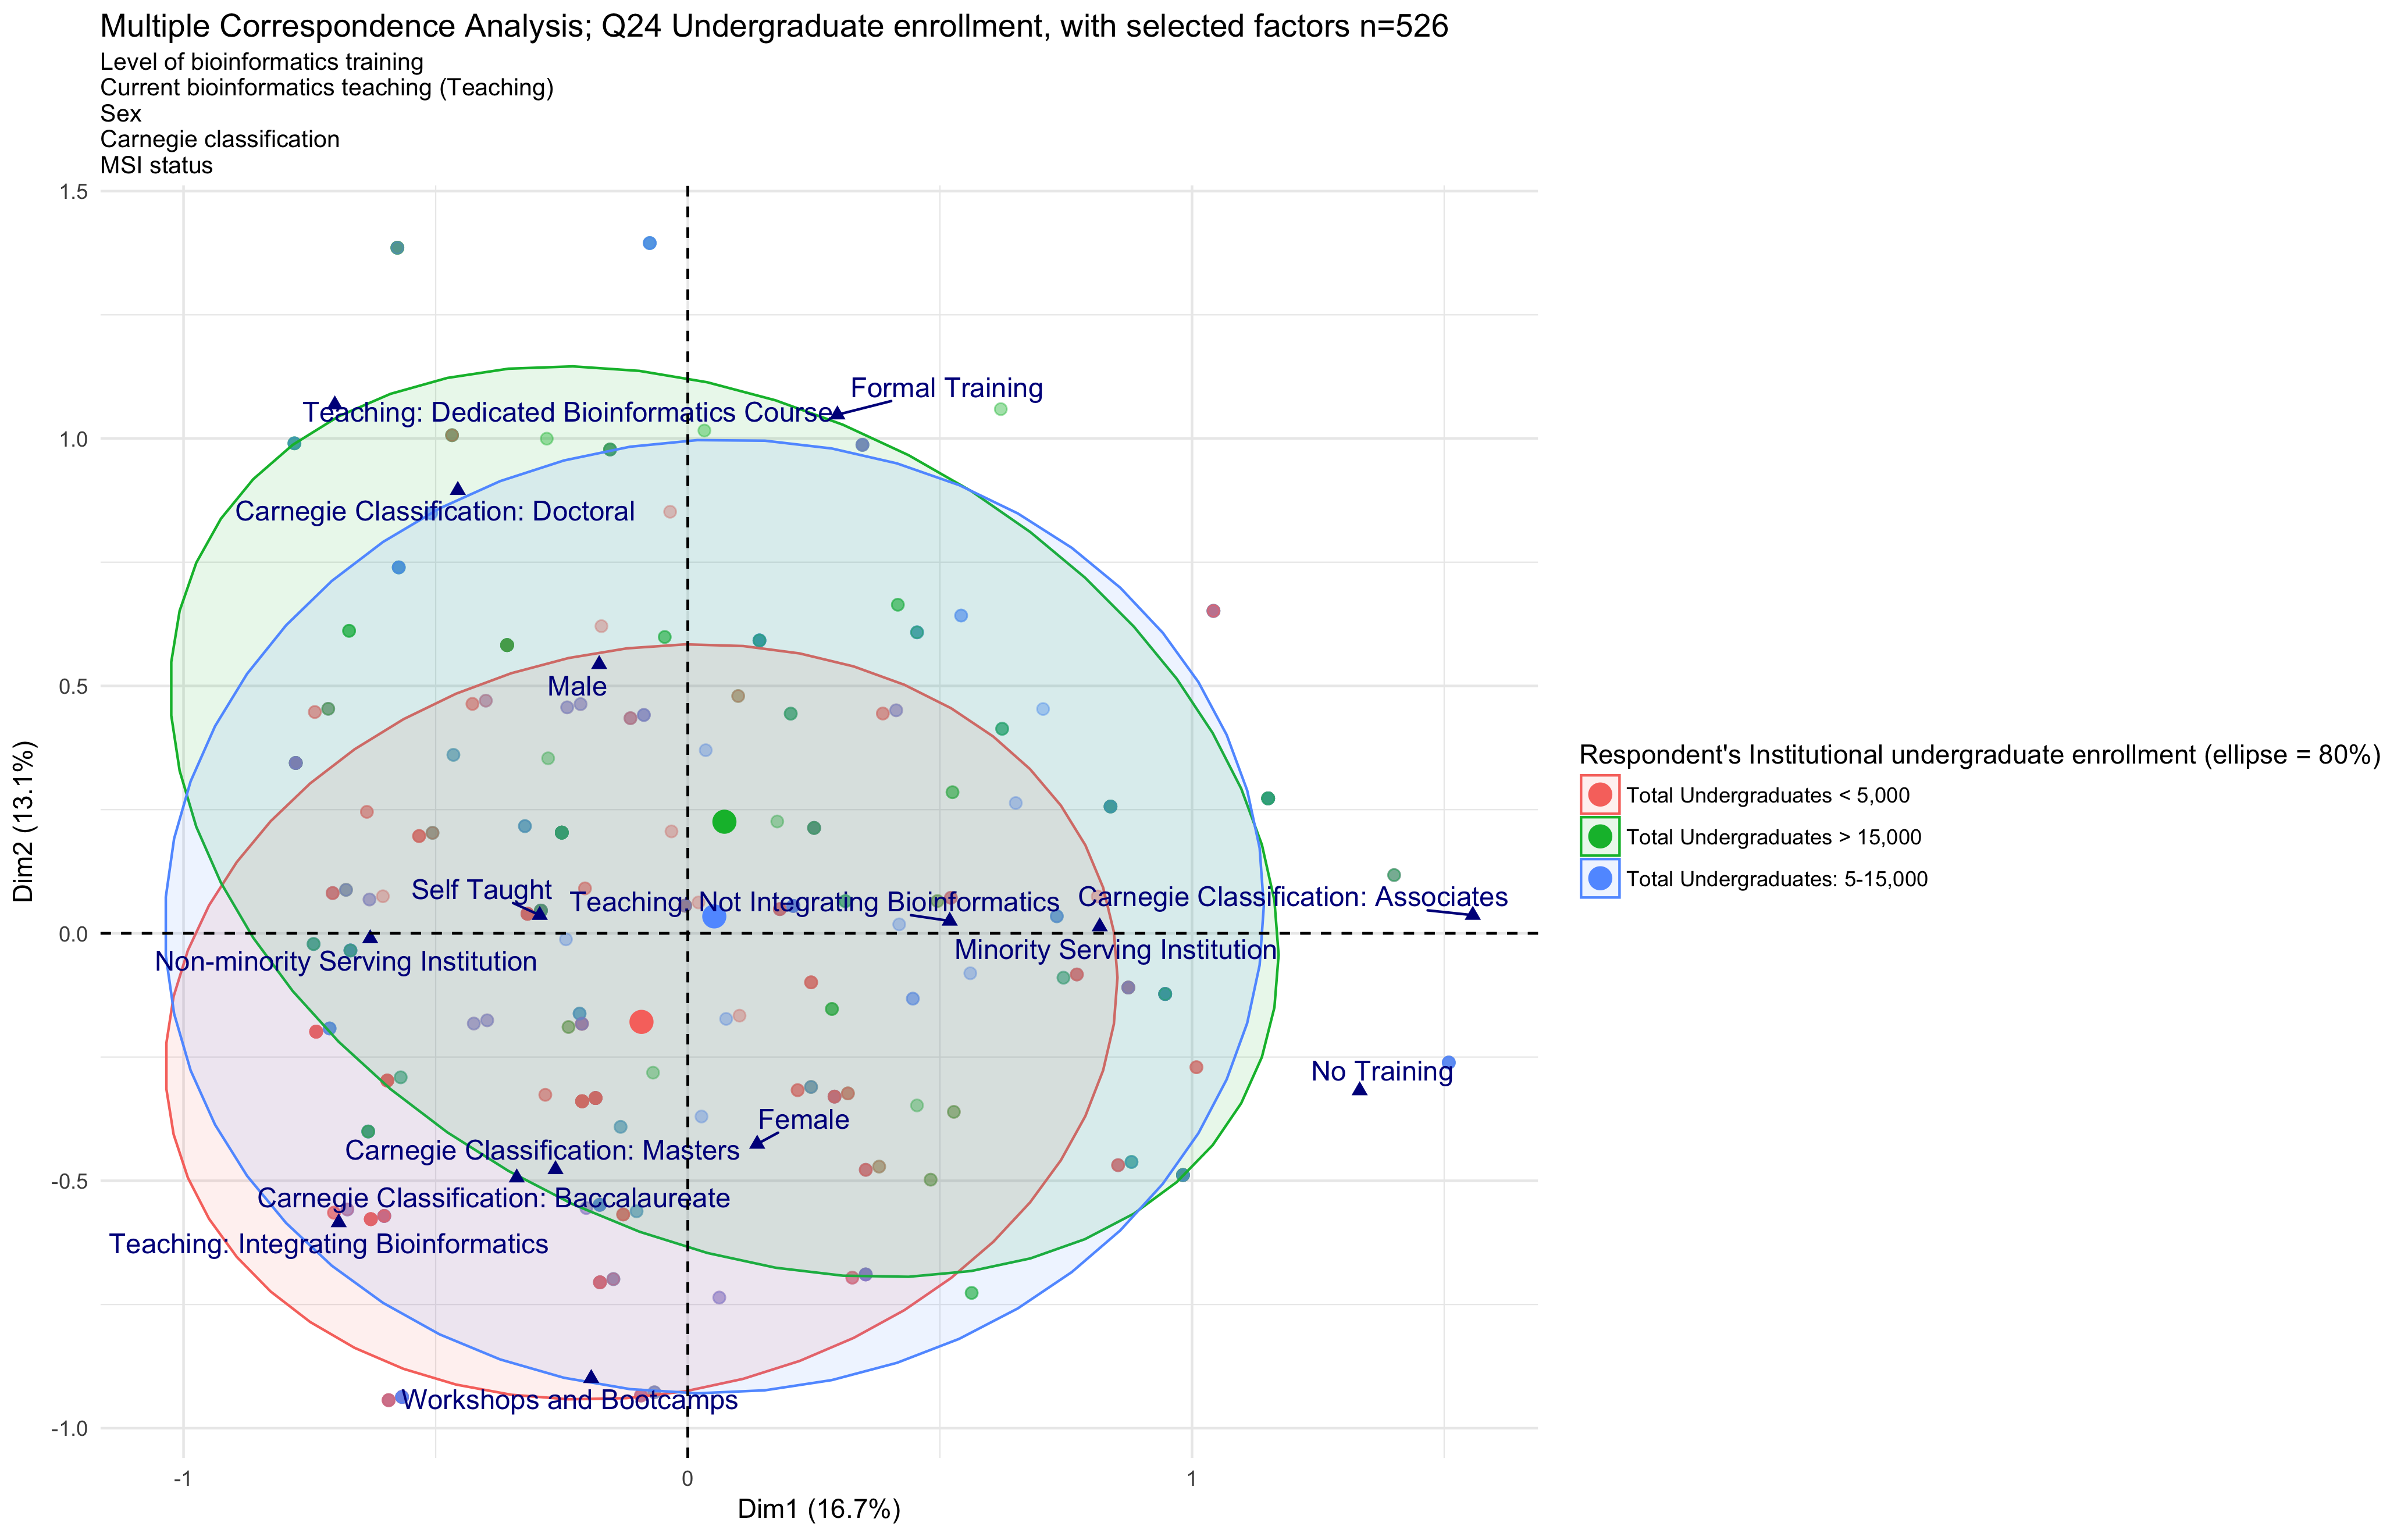 Multiple Correspondence Analysis; Q24 Undergraduate enrollment, with selected factors n=526
Level of bioinformatics training
Current bioinformatics teaching (Teaching)
Sex
Carnegie classification
MSI status
1.5
1.0
0.5
0.0
-0.5
-1.0
Dim2 (13.1%)
Formal Training
Teaching: Dedicated Bioinformatics Course
Carnegie Classification: Doctoral
Male
Self Taught
Teaching: Not Integrating Bioinformatics
Carnegie Classification: Associates
Non-minority Serving Institution
Minority Serving Institution
No Training
Female
Carnegie Classification: Masters
Carnegie Classification: Baccalaureate
Teaching: Integrating Bioinformatics
Workshops and Bootcamps
-1
0
1
Dim1 (16.7%)
Respondent's Institutional undergraduate enrollment (ellipse = 80%)
Total Undergraduates < 5,000
Total Undergraduates > 15,000
Total Undergraduates: 5-15,000